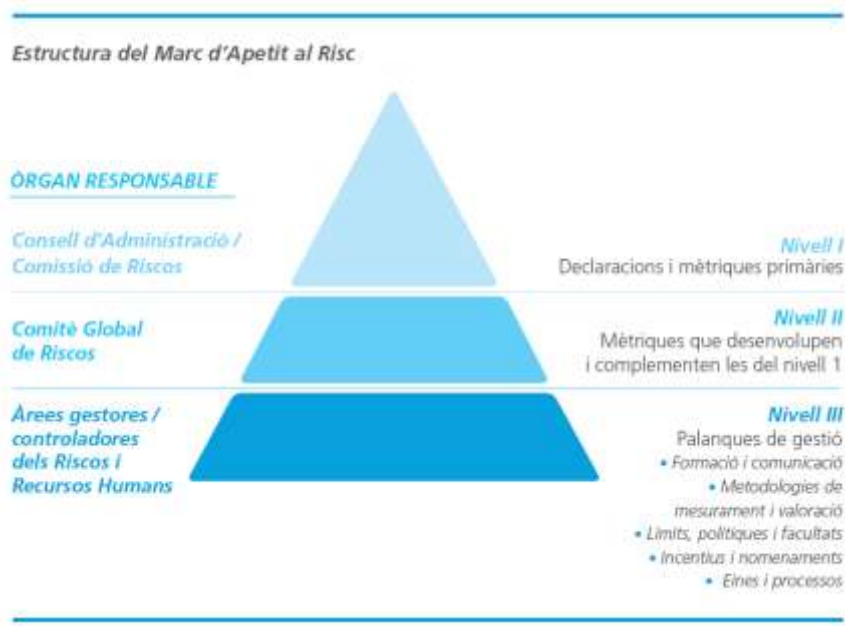 Estructura del Marc d'Apetit al Risc
ÒRGAN RESPONSABLE
Consell d'Administració /
Comissió de Riscos
Nivell I
Declaracions i mètriques primàries
Comitè Global
de Riscos
Nivell II
Mètriques que desenvolupen
i complementen les del nivell 1
Àrees gestores /
controladores
dels Riscos i
Recursos Humans
Nivell III
Palanques de gestió
• Formació i comunicació
• Metodologies de
mesurament i valoració
• Límits, polítiques i facultats
• Incentius i nomenaments
• Eines i processos